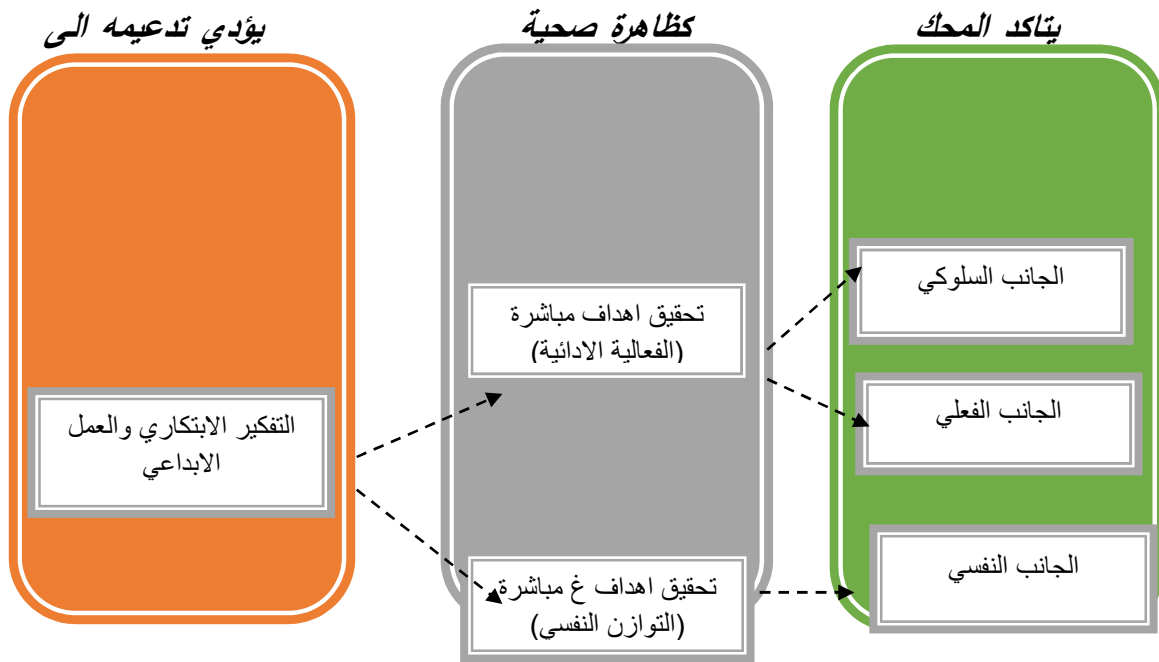 يتاكد المحك
كظاهرة صحية
يؤدي تدعيمه الى
الجانب السلوكي
الجانب الفعلي
الجانب النفسي
تحقيق اهداف مباشرة
(الفعالية الادائية)
تحقيق اهداف غ مباشرة
(التوازن النفسي)
التفكير الابتكاري والعمل
الابداعي